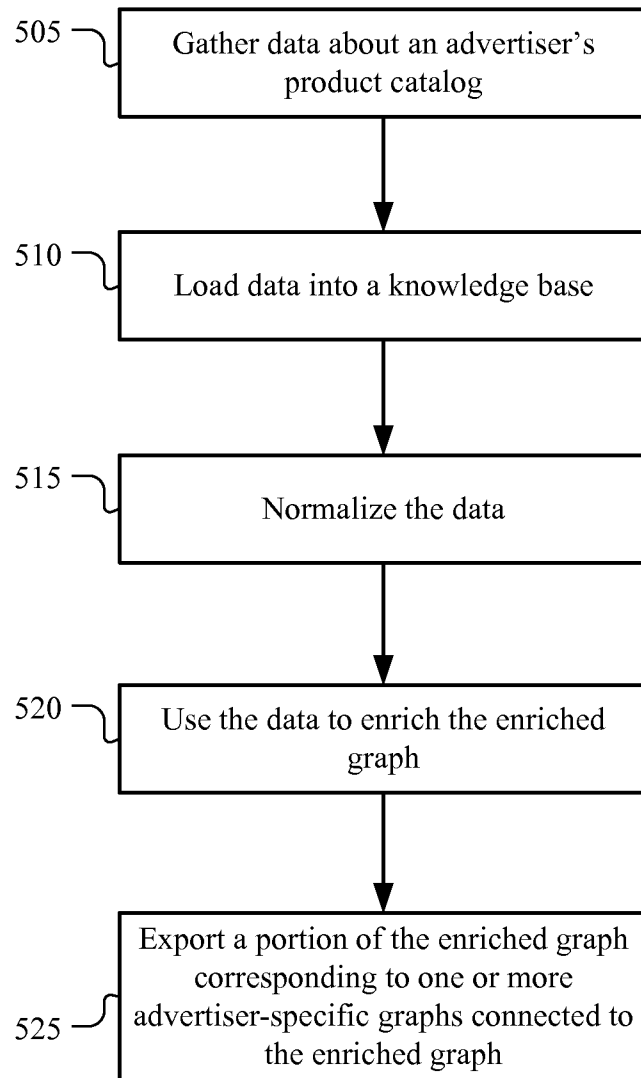 505
Gather data about an advertiser's
product catalog
510
Load data into a knowledge base
515
Normalize the data
520
Use the data to enrich the enriched
graph
525
Export a portion of the enriched graph
corresponding to one or more
advertiser-specific graphs connected to
the enriched graph